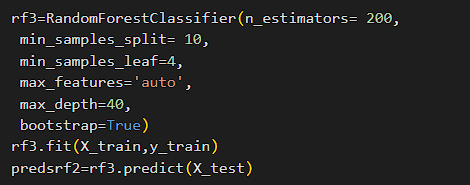 rf3=RandomForestClassifier(n_estimators= 200,
 min_samples_split= 10,
 min_samples_leaf=4,
 max_features='auto',
 max_depth=40,
 bootstrap=True)
rf3.fit(X_train,y_train)
predsrf2=rf3.predict(X_test)